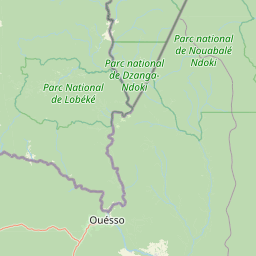 Parc national
de Nouabalé
Ndoki
Parc national
de Dzanga-
Ndoki
Parc National
de Lobéké
Ouésso